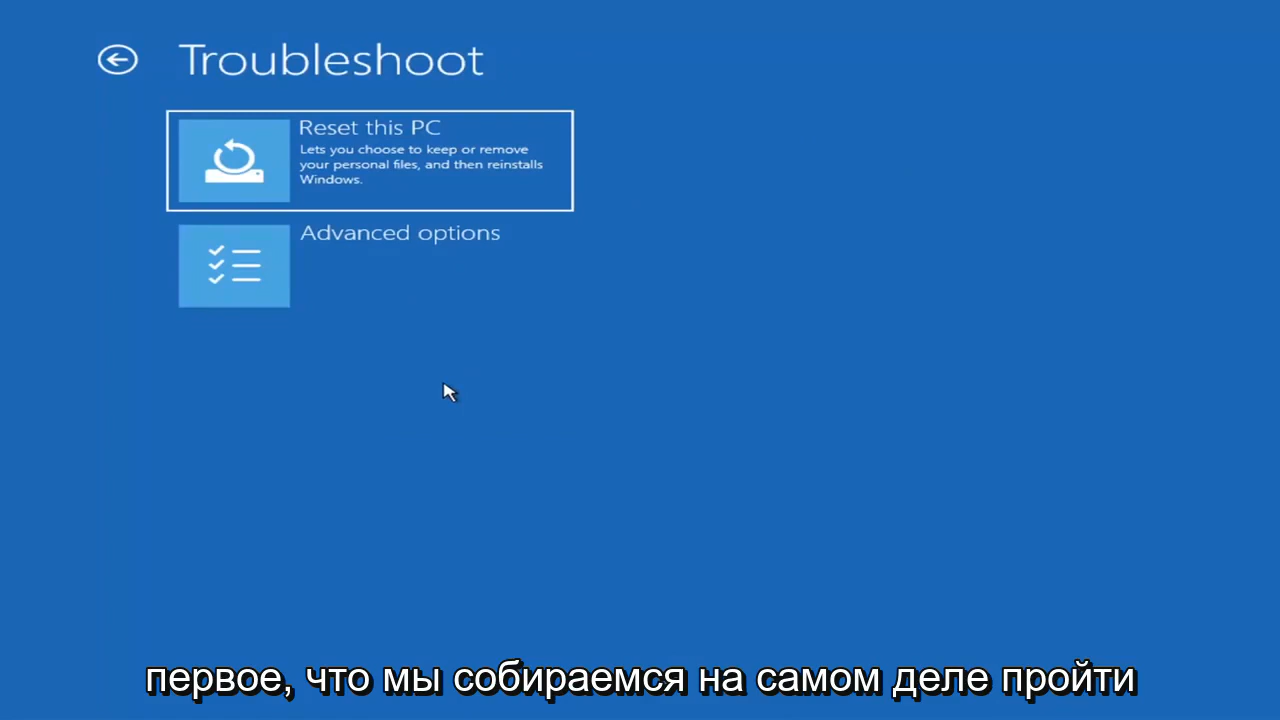 Troubleshoot
Reset this PC
Lets you choose to keep or remove
your personal files, and then reinstalls
Windows.
Advanced options
первое, что мы собираемся на самом деле пройти